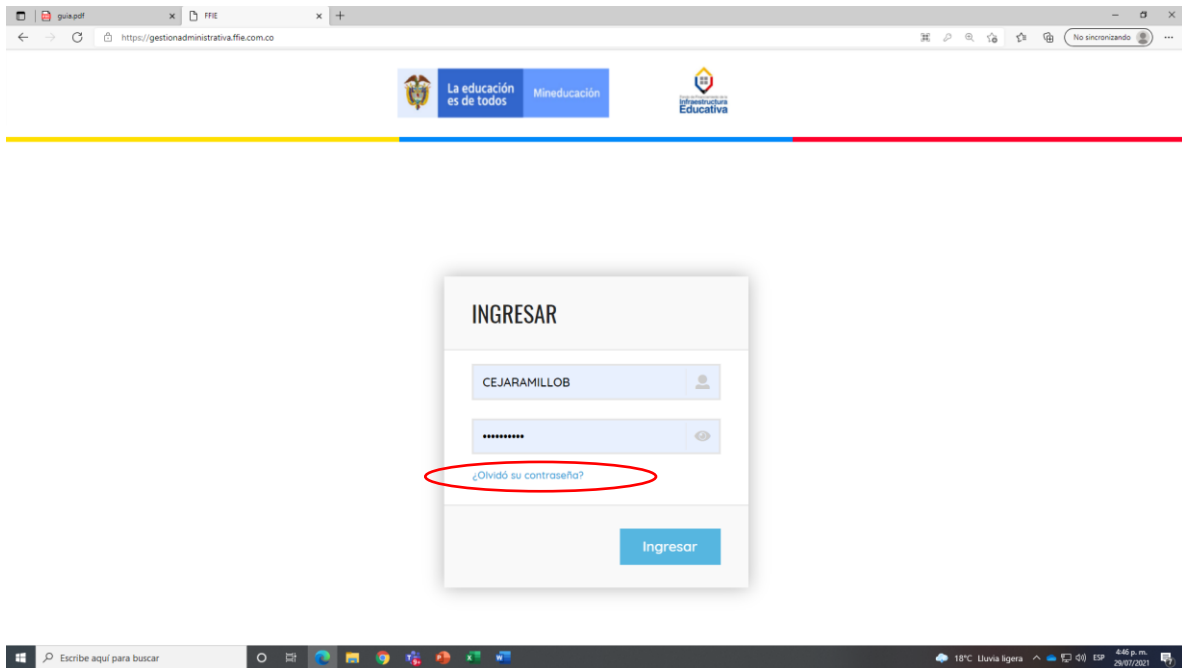 guia.pdf
FFIE
https://gestionadministrativa.ffie.com.co
No sincronizando
La educación
es de todos
Mineducación
Infraestructura
Educativa
INGRESAR
CEJARAMILLOB
••••••••••
¿Olvidó su contraseña?
Ingresar
Escribe aquí para buscar
18°C Lluvia ligera
ESP
4:46 p. m.
29/07/2021